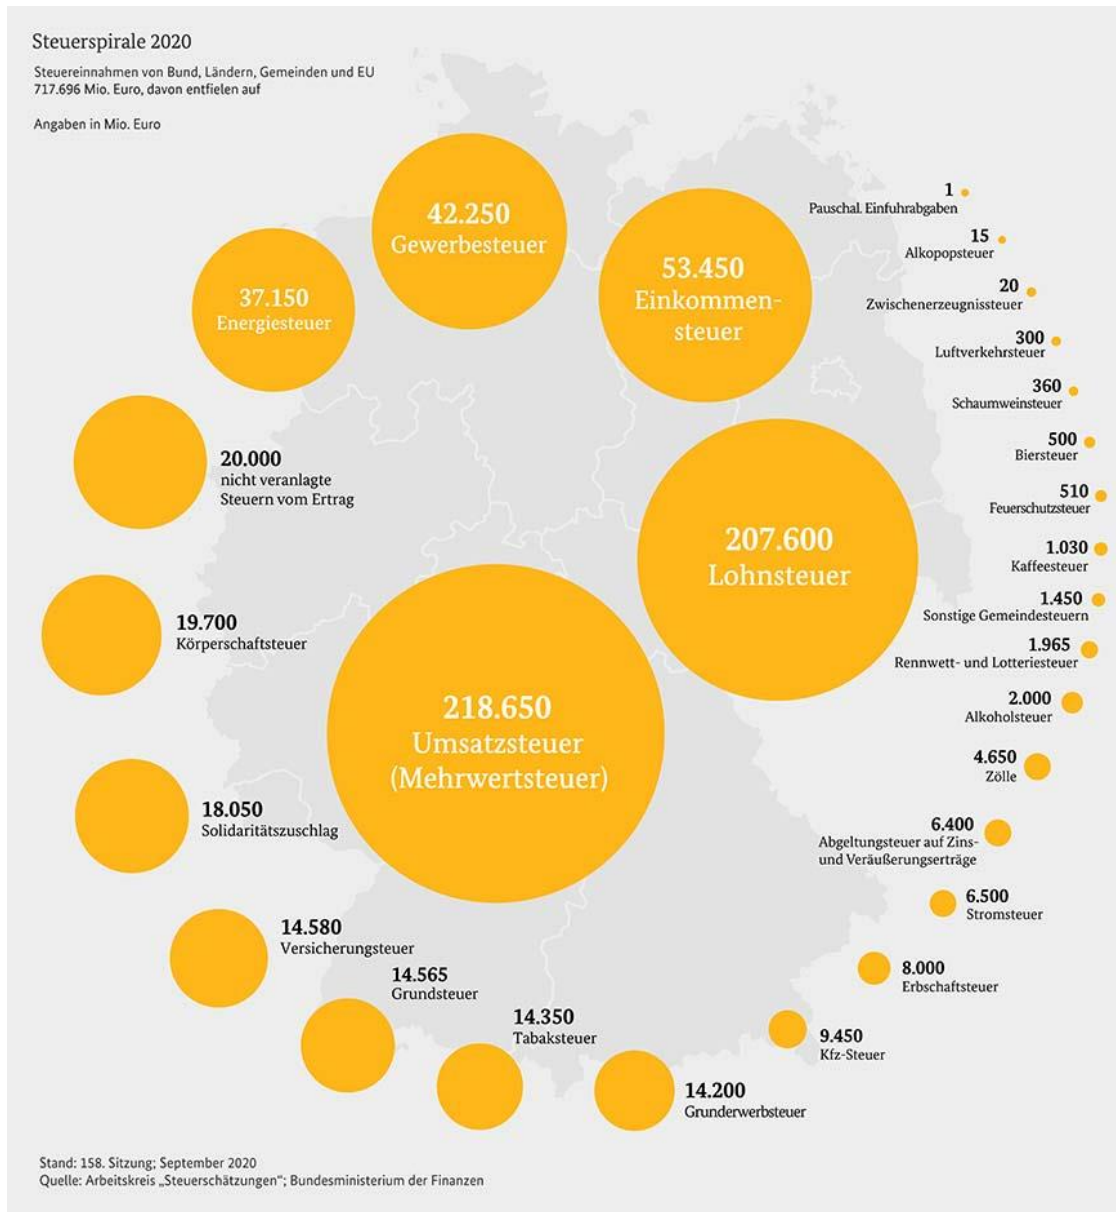 Steuerspirale 2020
Steuereinnahmen von Bund, Ländern, Gemeinden und EU
717.696 Mio. Euro, davon entfielen auf
Angaben in Mio. Euro
218.650
Umsatzsteuer
(Mehrwertsteuer)
207.600
Lohnsteuer
53.450
Einkommen-
steuer
42.250
Gewerbesteuer
37.150
Energiesteuer
20.000
nicht veranlagte
Steuern vom Ertrag
19.700
Körperschaftsteuer
18.050
Solidaritätszuschlag
14.580
Versicherungsteuer
14.565
Grundsteuer
14.350
Tabaksteuer
14.200
Grunderwerbsteuer
9.450
Kfz-Steuer
8.000
Erbschaftsteuer
6.500
Stromsteuer
6.400
Abgeltungsteuer auf Zins-
und Veräußerungserträge
4.650
Zölle
2.000
Alkoholsteuer
1.965
Rennwett- und Lotteriesteuer
1.450
Sonstige Gemeindesteuern
1.030
Kaffeesteuer
510
Feuerschutzsteuer
500
Biersteuer
360
Schaumweinsteuer
300
Luftverkehrsteuer
20
Zwischenerzeugnissteuer
15
Alkopopsteuer
1
Pauschal. Einfuhrabgaben
Stand: 158. Sitzung; September 2020
Quelle: Arbeitskreis „Steuerschätzungen“; Bundesministerium der Finanzen